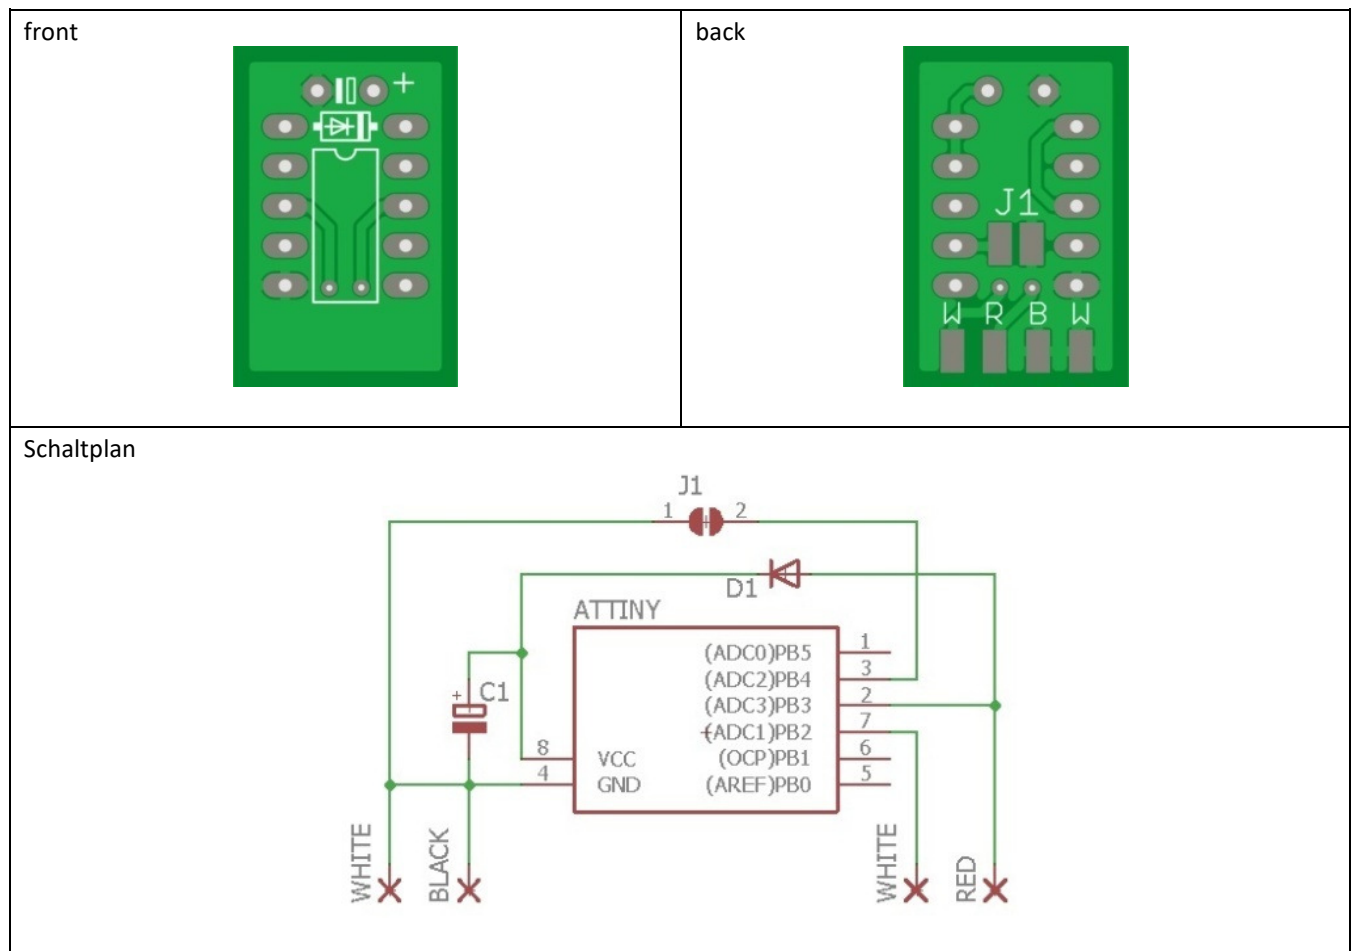 front
+
back
J1
W R B W
Schaltplan
J1
1 2
D1
ATTINY
(ADC0)PB5 1
(ADC2)PB4 3
+ C1
(ADC3)PB3 2
(ADC1)PB2 7
8 VCC
(OCP)PB1 6
4 GND
(AREF)PB0 5
WHITE
BLACK
WHITE
RED